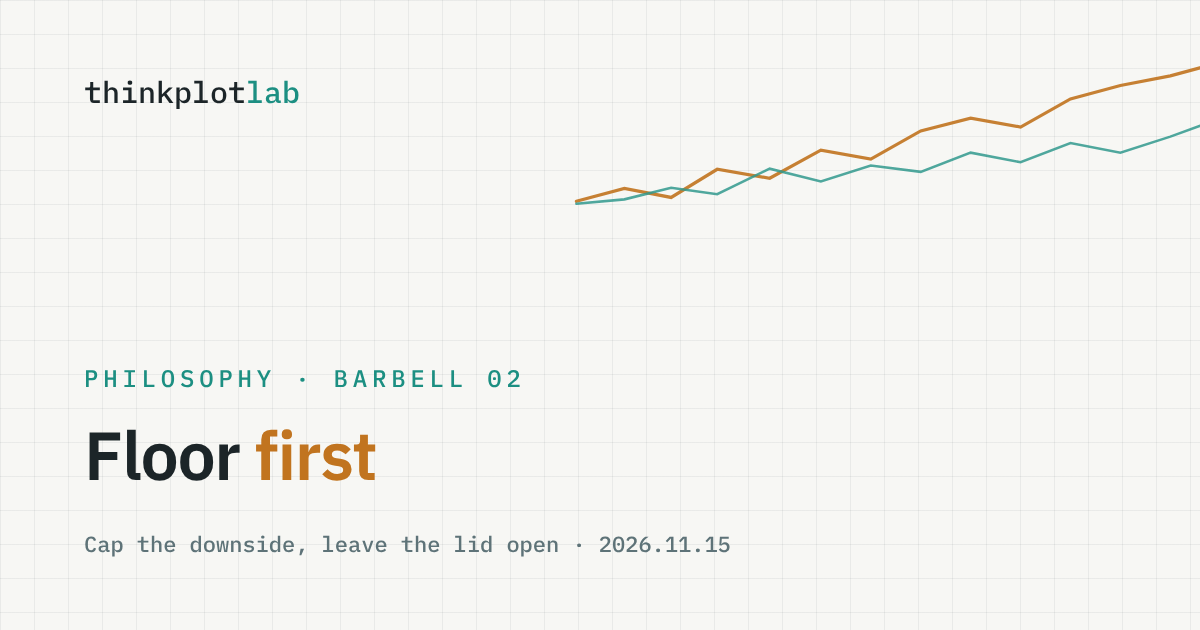 thinkplotlab
PHILOSOPHY · BARBELL 02
Floor first
Cap the downside, leave the lid open · 2026.11.15